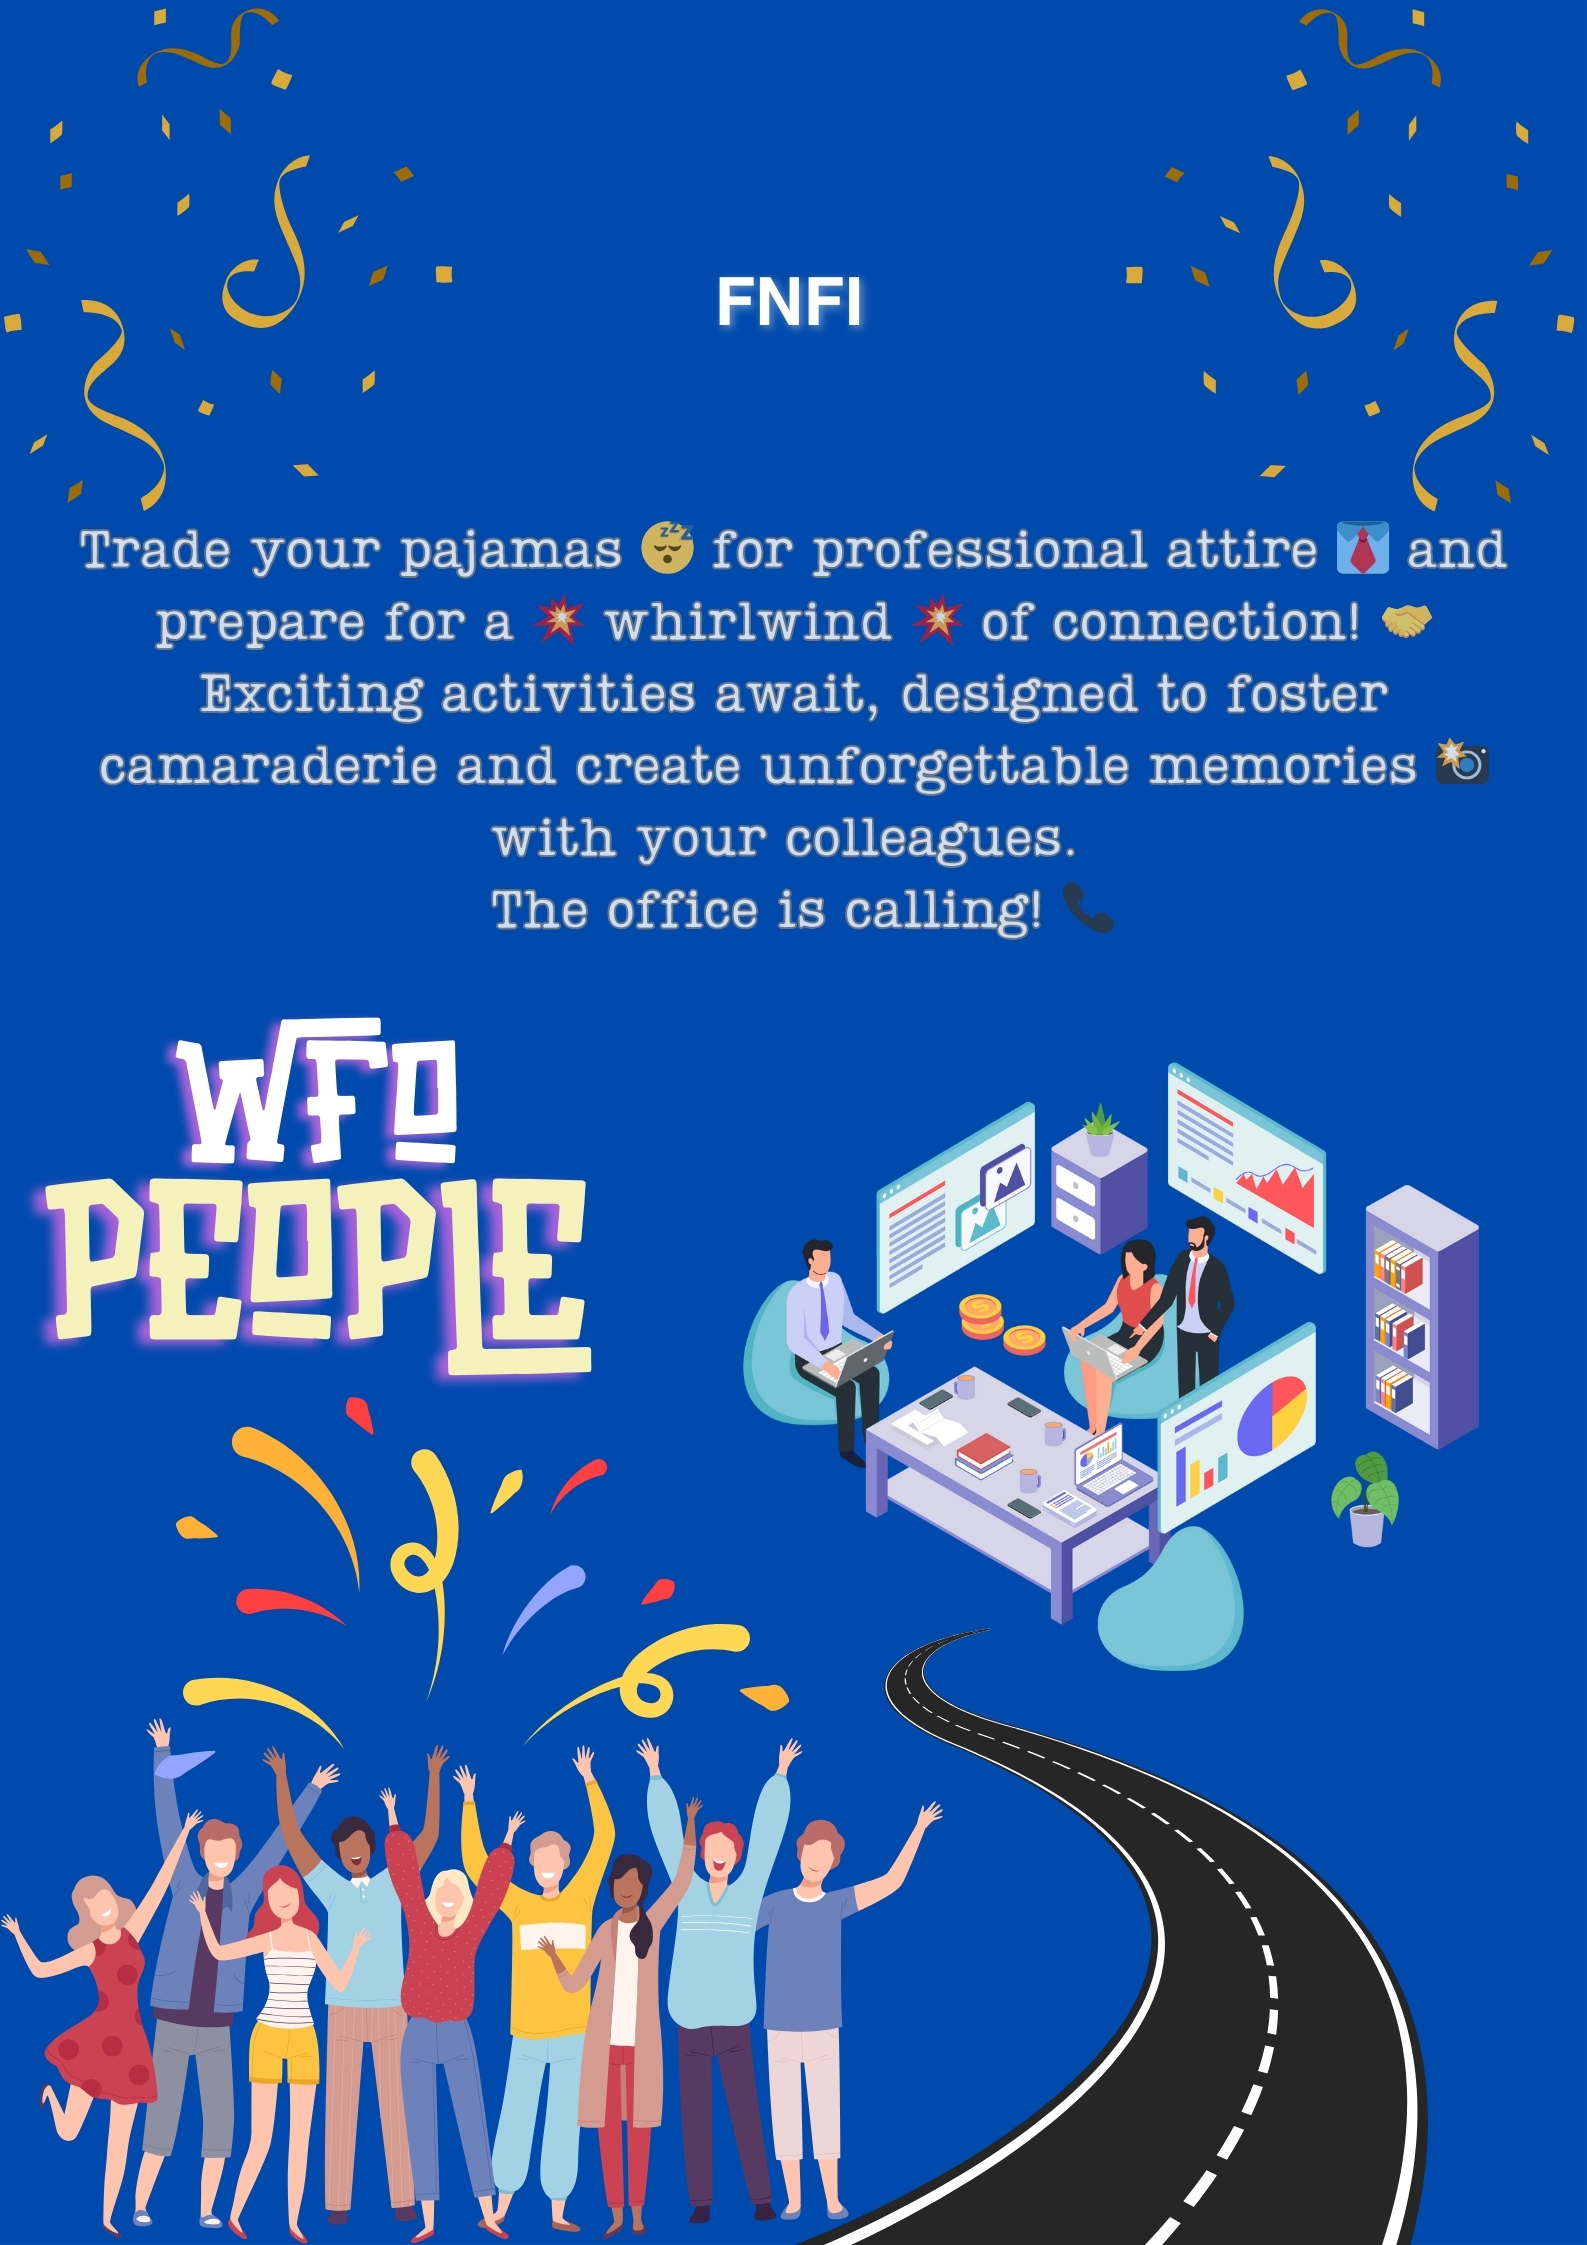 FNFI
Trade your pajamas 😴 for professional attire 👔 and
prepare for a 💥 whirlwind 💥 of connection! 🤝
Exciting activities await, designed to foster
camaraderie and create unforgettable memories 📸
with your colleagues.
The office is calling! 📞
WFO
PEOPLE